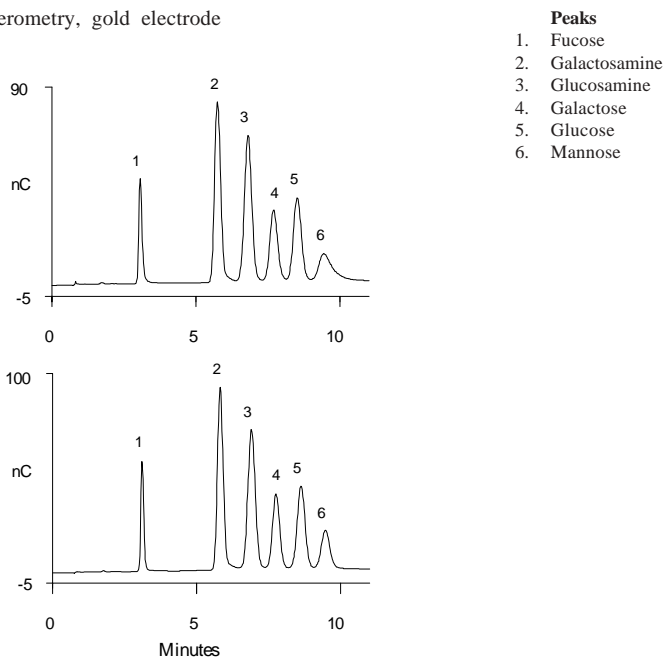 erometry, gold electrode
Peaks
1. Fucose
2. Galactosamine
3. Glucosamine
4. Galactose
5. Glucose
6. Mannose
90
nC
-5
1
2
3
4
5
6
0 5 10
100
nC
-5
1
2
3
4
5
6
0 5 10
Minutes